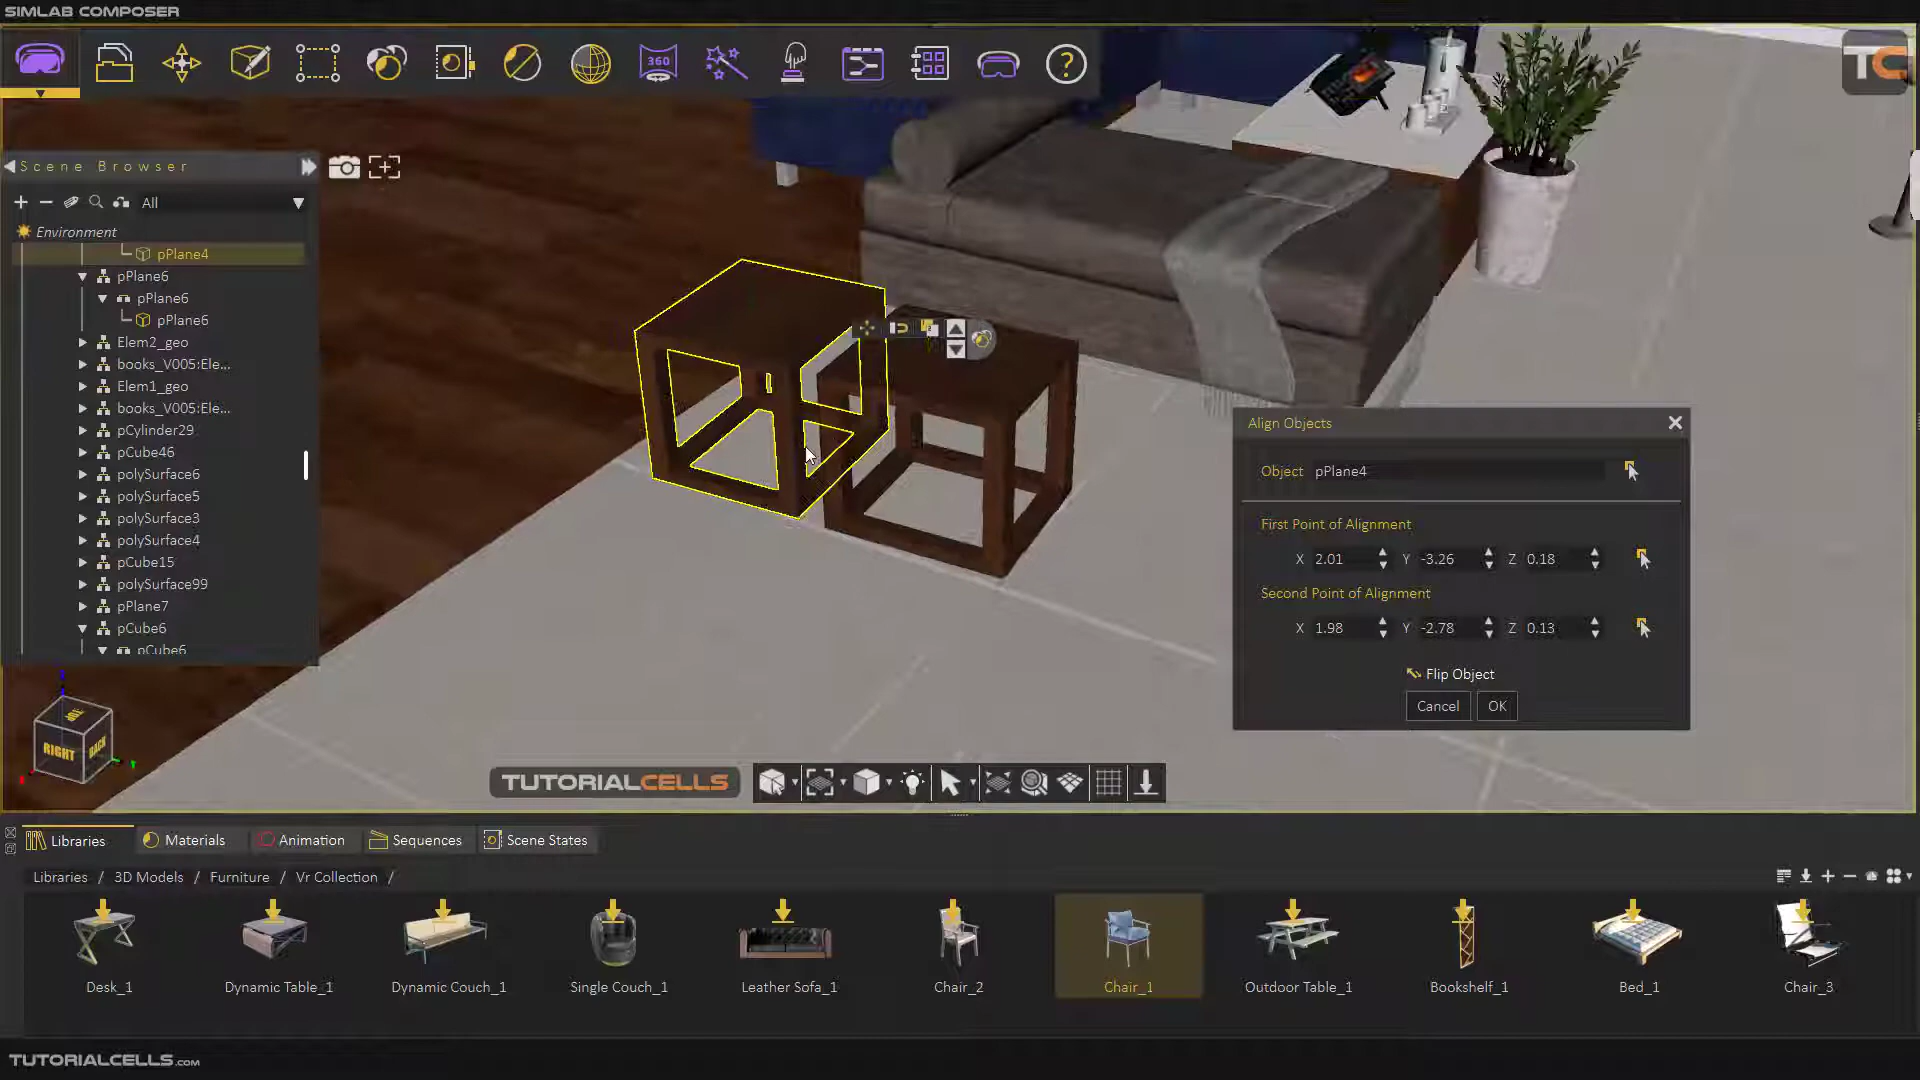 SIMLAB COMPOSER
TC
360
Scene Browser
All
Environment
pPlane4
pPlane6
pPlane6
pPlane6
Elem2_geo
books_V005:Ele...
Elem1_geo
books_V005:Ele...
pCylinder29
pCube46
polySurface6
polySurface5
polySurface3
polySurface4
pCube15
polySurface99
pPlane7
pCube6
pCube6
Align Objects
Object pPlane4
First Point of Alignment
X 2.01 Y -3.26 Z 0.18
Second Point of Alignment
X 1.98 Y -2.78 Z 0.13
Flip Object
Cancel OK
TOP
RIGHT BACK
TUTORIALCELLS
Libraries Materials Animation Sequences Scene States
Libraries / 3D Models / Furniture / Vr Collection /
Desk_1 Dynamic Table_1 Dynamic Couch_1 Single Couch_1 Leather Sofa_1 Chair_2 Chair_1 Outdoor Table_1 Bookshelf_1 Bed_1 Chair_3
TUTORIALCELLS.com